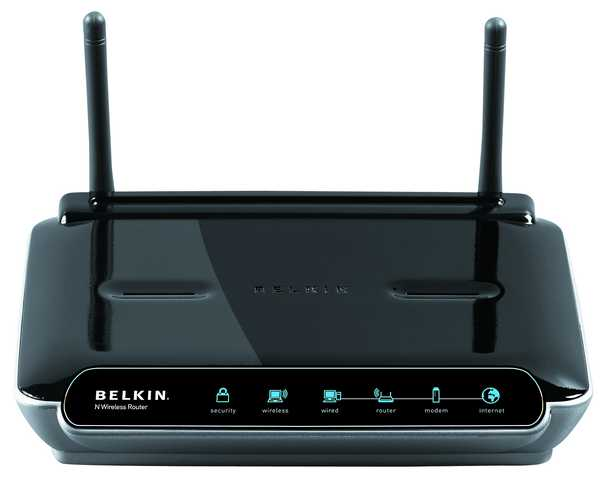 BELKIN
BELKIN.
N Wireless Router
security wireless wired router modem internet